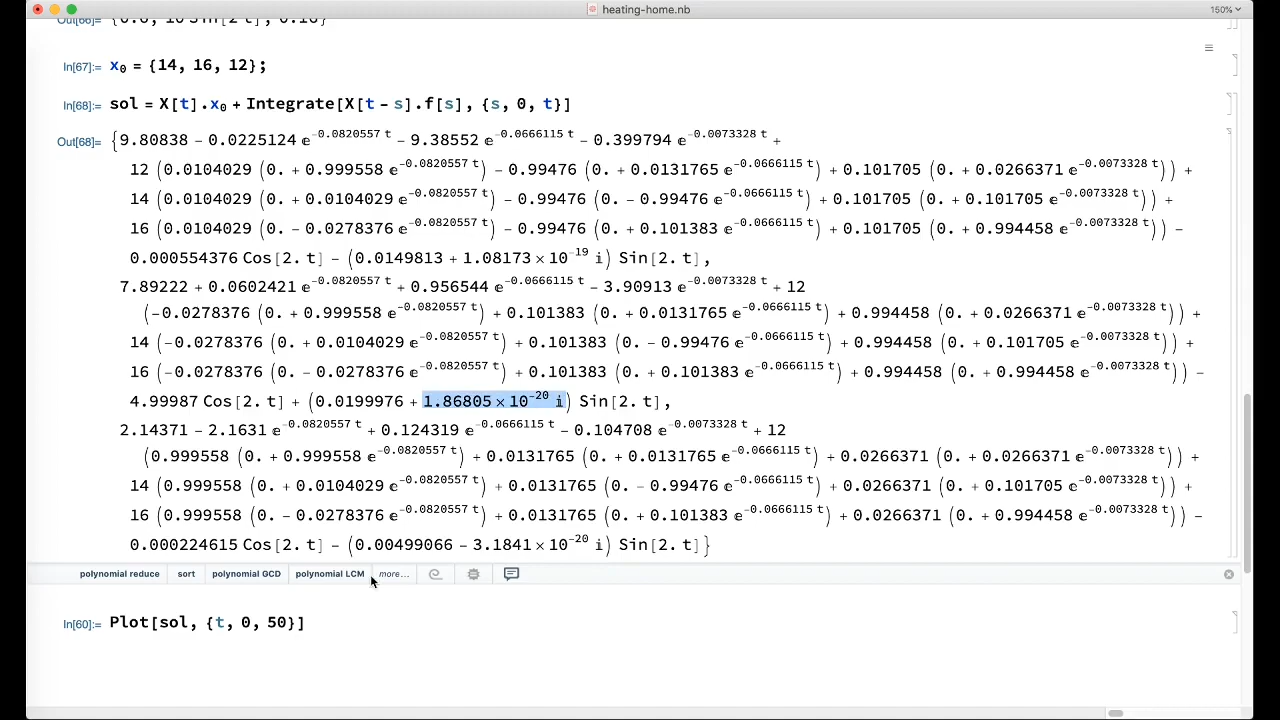 heating-home.nb
150%
In[67]:= x₀ = {14, 16, 12};
In[68]:= sol = X[t].x₀ + Integrate[X[t - s].f[s], {s, 0, t}]
Out[68]= {9.80838 - 0.0225124 ⅇ^-0.0820557 t - 9.38552 ⅇ^-0.0666115 t - 0.399794 ⅇ^-0.0073328 t +
12 (0.0104029 (0. + 0.999558 ⅇ^-0.0820557 t) - 0.99476 (0. + 0.0131765 ⅇ^-0.0666115 t) + 0.101705 (0. + 0.0266371 ⅇ^-0.0073328 t)) +
14 (0.0104029 (0. + 0.0104029 ⅇ^-0.0820557 t) - 0.99476 (0. - 0.99476 ⅇ^-0.0666115 t) + 0.101705 (0. + 0.101705 ⅇ^-0.0073328 t)) +
16 (0.0104029 (0. - 0.0278376 ⅇ^-0.0820557 t) - 0.99476 (0. + 0.101383 ⅇ^-0.0666115 t) + 0.101705 (0. + 0.994458 ⅇ^-0.0073328 t)) -
0.000554376 Cos[2. t] - (0.0149813 + 1.08173 × 10^-19 ⅈ) Sin[2. t],
7.89222 + 0.0602421 ⅇ^-0.0820557 t + 0.956544 ⅇ^-0.0666115 t - 3.90913 ⅇ^-0.0073328 t + 12
(-0.0278376 (0. + 0.999558 ⅇ^-0.0820557 t) + 0.101383 (0. + 0.0131765 ⅇ^-0.0666115 t) + 0.994458 (0. + 0.0266371 ⅇ^-0.0073328 t)) +
14 (-0.0278376 (0. + 0.0104029 ⅇ^-0.0820557 t) + 0.101383 (0. - 0.99476 ⅇ^-0.0666115 t) + 0.994458 (0. + 0.101705 ⅇ^-0.0073328 t)) +
16 (-0.0278376 (0. - 0.0278376 ⅇ^-0.0820557 t) + 0.101383 (0. + 0.101383 ⅇ^-0.0666115 t) + 0.994458 (0. + 0.994458 ⅇ^-0.0073328 t)) -
4.99987 Cos[2. t] + (0.0199976 + 1.86805 × 10^-20 ⅈ) Sin[2. t],
2.14371 - 2.1631 ⅇ^-0.0820557 t + 0.124319 ⅇ^-0.0666115 t - 0.104708 ⅇ^-0.0073328 t + 12
(0.999558 (0. + 0.999558 ⅇ^-0.0820557 t) + 0.0131765 (0. + 0.0131765 ⅇ^-0.0666115 t) + 0.0266371 (0. + 0.0266371 ⅇ^-0.0073328 t)) +
14 (0.999558 (0. + 0.0104029 ⅇ^-0.0820557 t) + 0.0131765 (0. - 0.99476 ⅇ^-0.0666115 t) + 0.0266371 (0. + 0.101705 ⅇ^-0.0073328 t)) +
16 (0.999558 (0. - 0.0278376 ⅇ^-0.0820557 t) + 0.0131765 (0. + 0.101383 ⅇ^-0.0666115 t) + 0.0266371 (0. + 0.994458 ⅇ^-0.0073328 t)) -
0.000224615 Cos[2. t] - (0.00499066 - 3.1841 × 10^-20 ⅈ) Sin[2. t]}
polynomial reduce sort polynomial GCD polynomial LCM more...
In[60]:= Plot[sol, {t, 0, 50}]